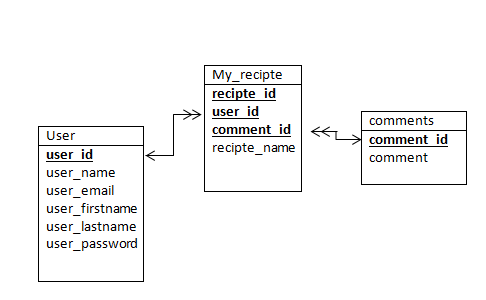 My_recipte
recipte_id
user_id
comment_id
recipte_name
comments
comment_id
comment
User
user_id
user_name
user_email
user_firstname
user_lastname
user_password